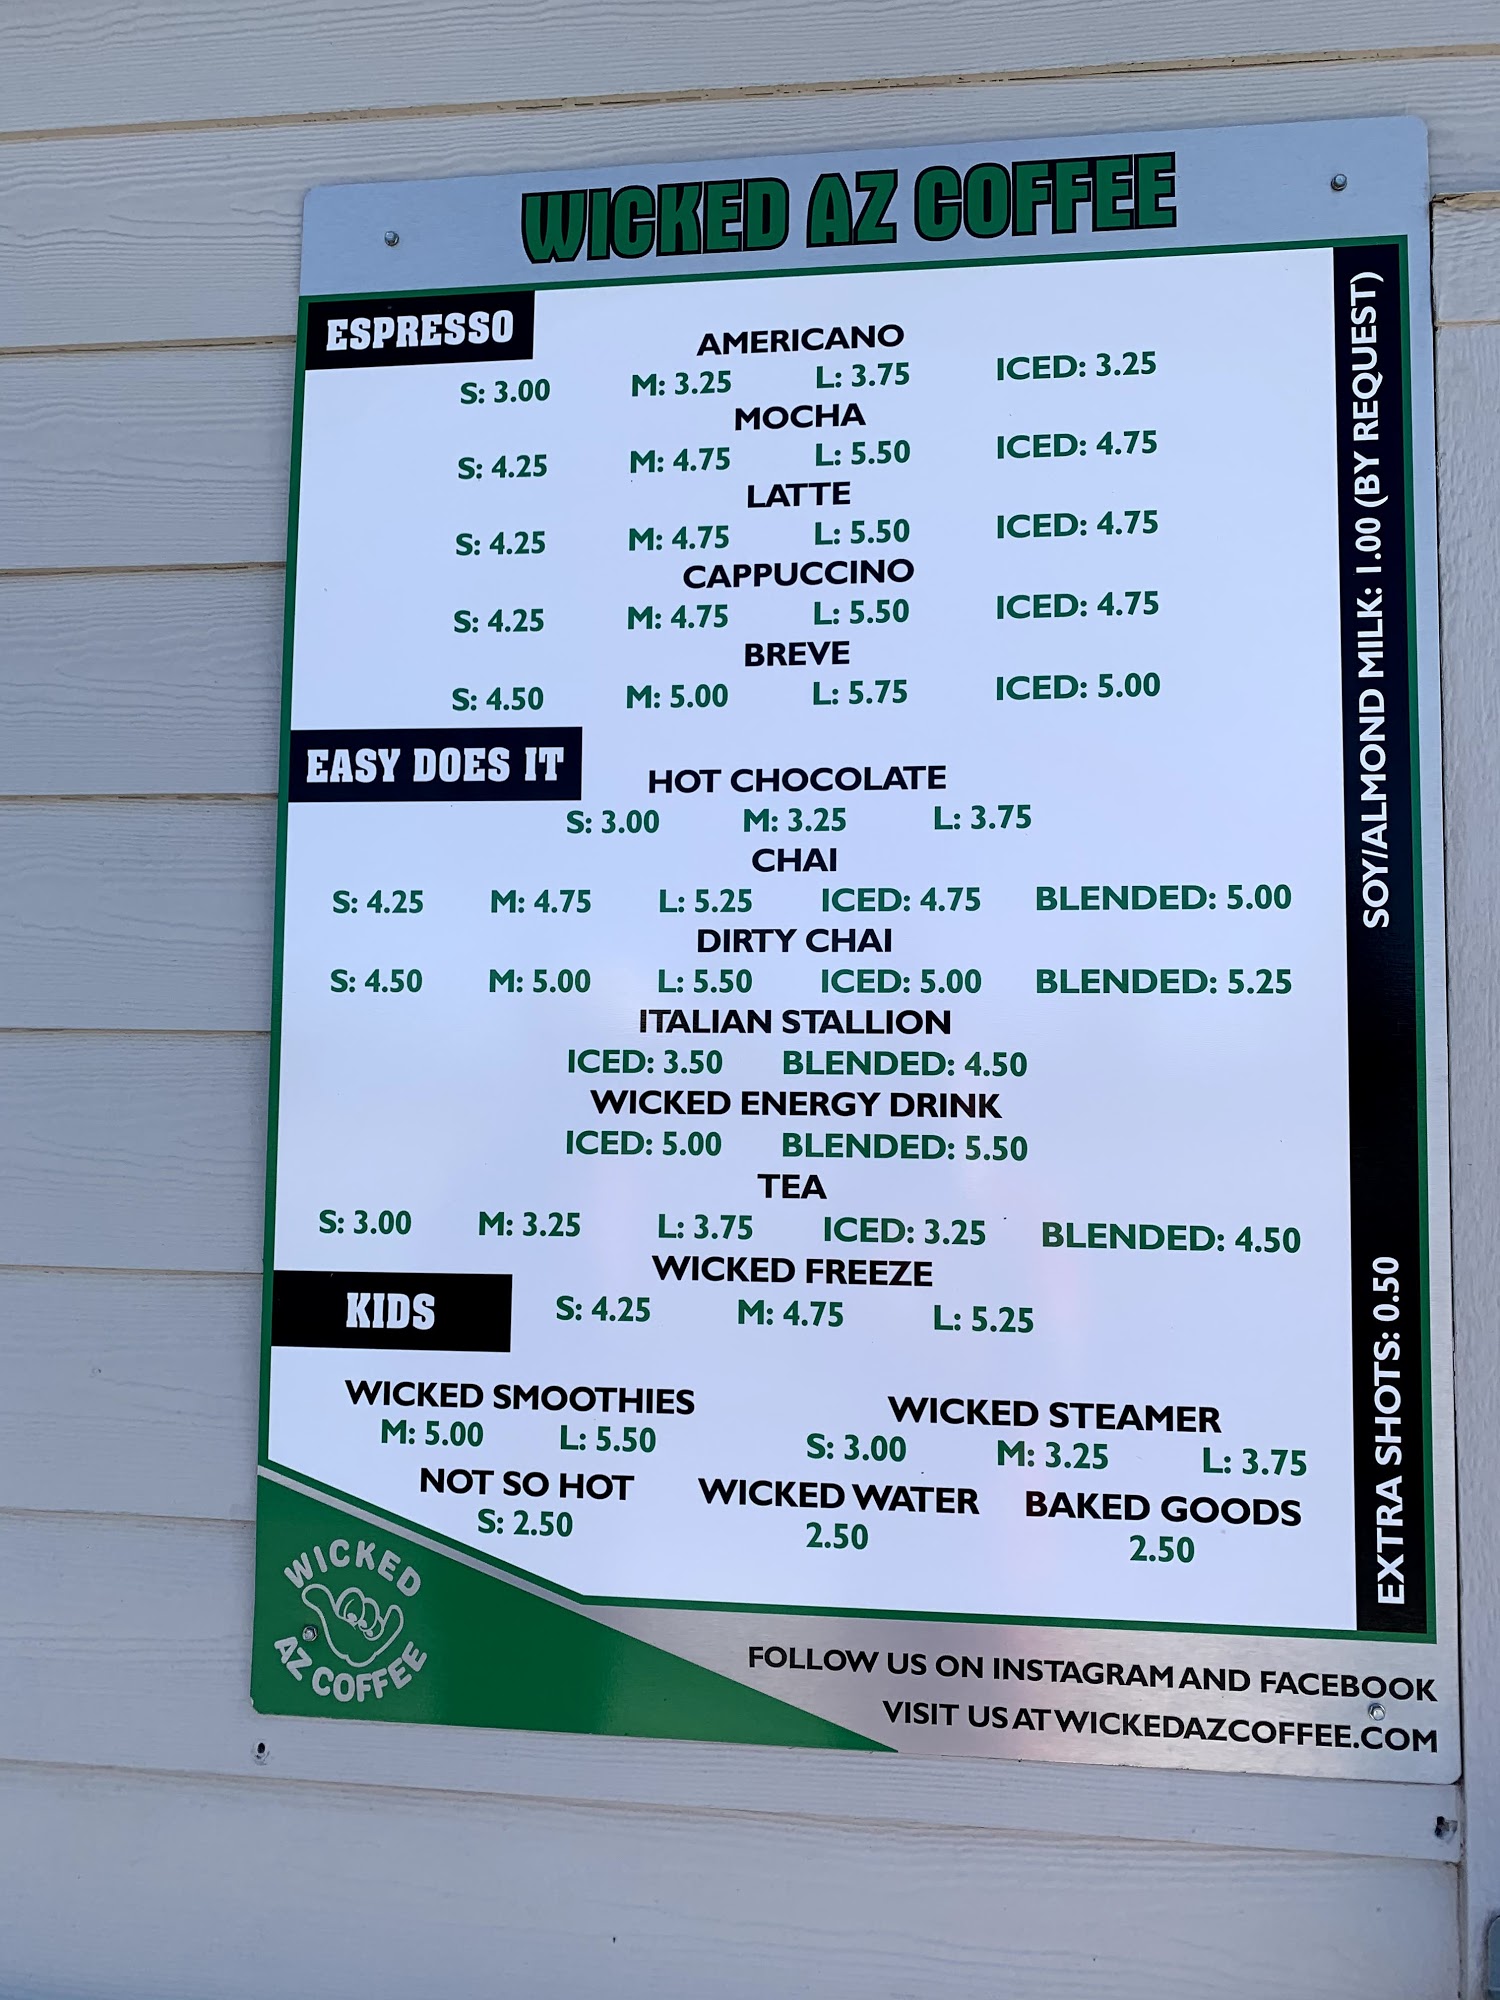 WICKED AZ COFFEE
ESPRESSO
AMERICANO
S: 3.00 M: 3.25 L: 3.75 ICED: 3.25
MOCHA
S: 4.25 M: 4.75 L: 5.50 ICED: 4.75
LATTE
S: 4.25 M: 4.75 L: 5.50 ICED: 4.75
CAPPUCCINO
S: 4.25 M: 4.75 L: 5.50 ICED: 4.75
BREVE
S: 4.50 M: 5.00 L: 5.75 ICED: 5.00
EASY DOES IT
HOT CHOCOLATE
S: 3.00 M: 3.25 L: 3.75
CHAI
S: 4.25 M: 4.75 L: 5.25 ICED: 4.75 BLENDED: 5.00
DIRTY CHAI
S: 4.50 M: 5.00 L: 5.50 ICED: 5.00 BLENDED: 5.25
ITALIAN STALLION
ICED: 3.50 BLENDED: 4.50
WICKED ENERGY DRINK
ICED: 5.00 BLENDED: 5.50
TEA
S: 3.00 M: 3.25 L: 3.75 ICED: 3.25 BLENDED: 4.50
WICKED FREEZE
S: 4.25 M: 4.75 L: 5.25
KIDS
WICKED SMOOTHIES
M: 5.00 L: 5.50
WICKED STEAMER
S: 3.00 M: 3.25 L: 3.75
NOT SO HOT
S: 2.50
WICKED WATER
2.50
BAKED GOODS
2.50
SOY/ALMOND MILK: 1.00 (BY REQUEST)
EXTRA SHOTS: 0.50
WICKED
AZ COFFEE
FOLLOW US ON INSTAGRAM AND FACEBOOK
VISIT US AT WICKEDAZCOFFEE.COM